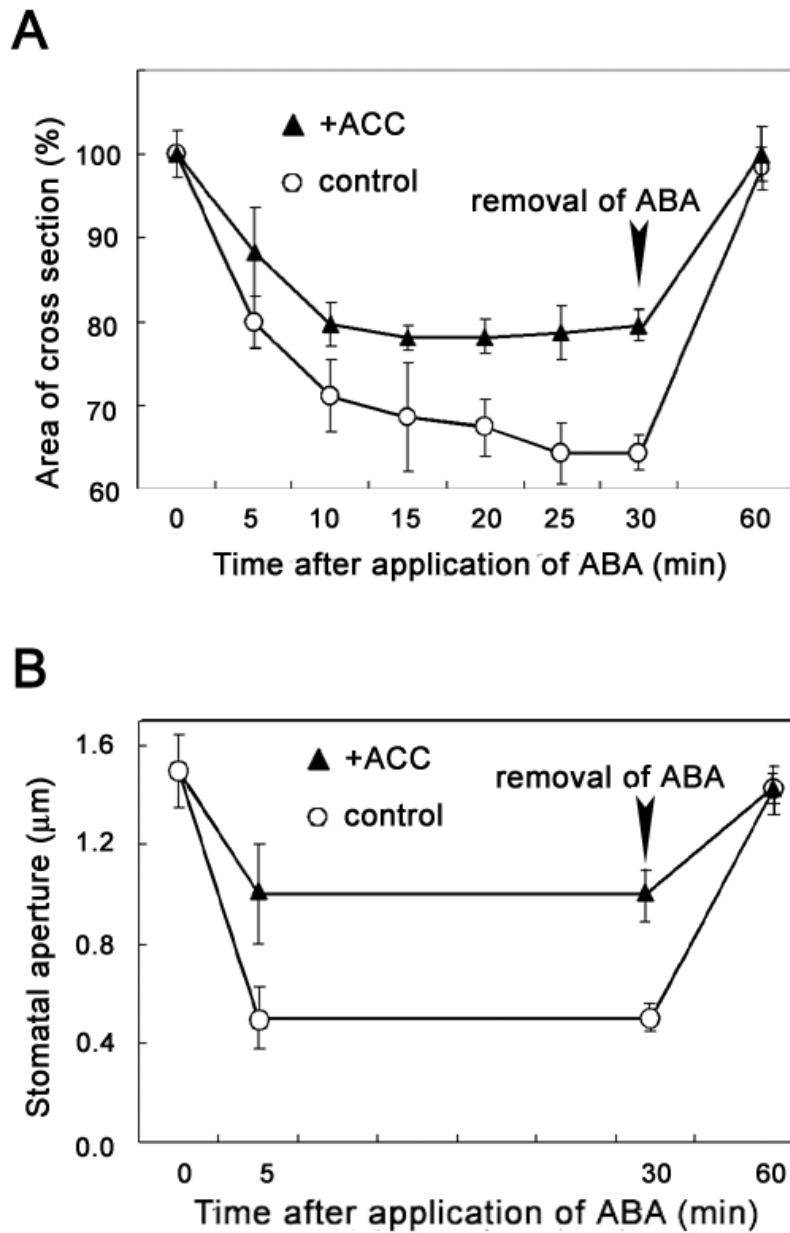 A
Area of cross section (%)
100
90
80
70
60
+ACC
control
removal of ABA
0 5 10 15 20 25 30 60
Time after application of ABA (min)
B
Stomatal aperture (μm)
1.6
1.2
0.8
0.4
0.0
+ACC
control
removal of ABA
0 5 30 60
Time after application of ABA (min)